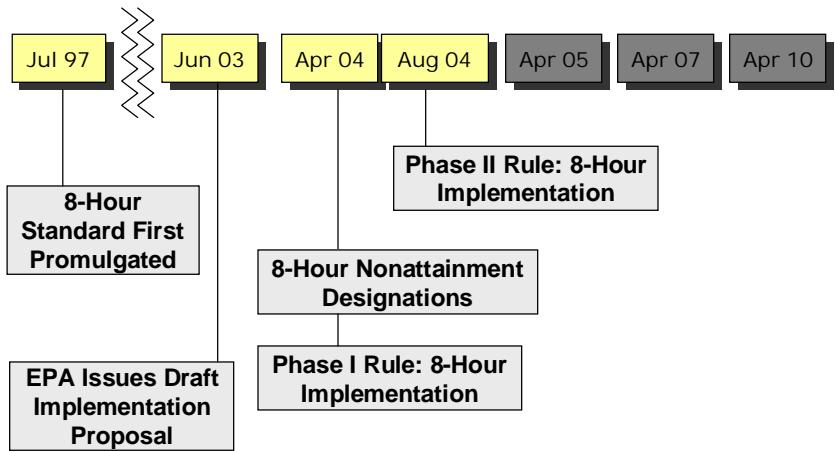 Jul 97
Jun 03
Apr 04
Aug 04
Apr 05
Apr 07
Apr 10
Phase II Rule: 8-Hour
Implementation
8-Hour
Standard First
Promulgated
8-Hour Nonattainment
Designations
Phase I Rule: 8-Hour
Implementation
EPA Issues Draft
Implementation
Proposal